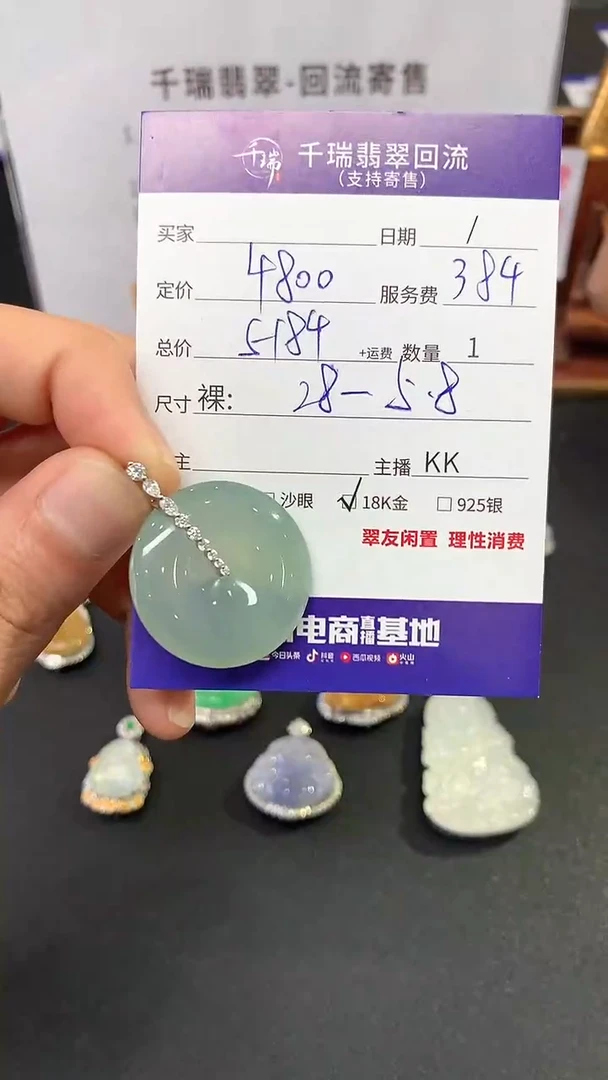 千瑞翡翠-回流寄售
千瑞 千瑞翡翠回流
(支持寄售)
买家 日期 /
定价 4800 服务费 384
总价 5184 +运费 数量 1
尺寸 裸: 28-5.8
主 主播 KK
沙眼 ☑ 18K金 □ 925银
翠友闲置 理性消费
电商直播基地
今日头条 抖音 西瓜视频 火山